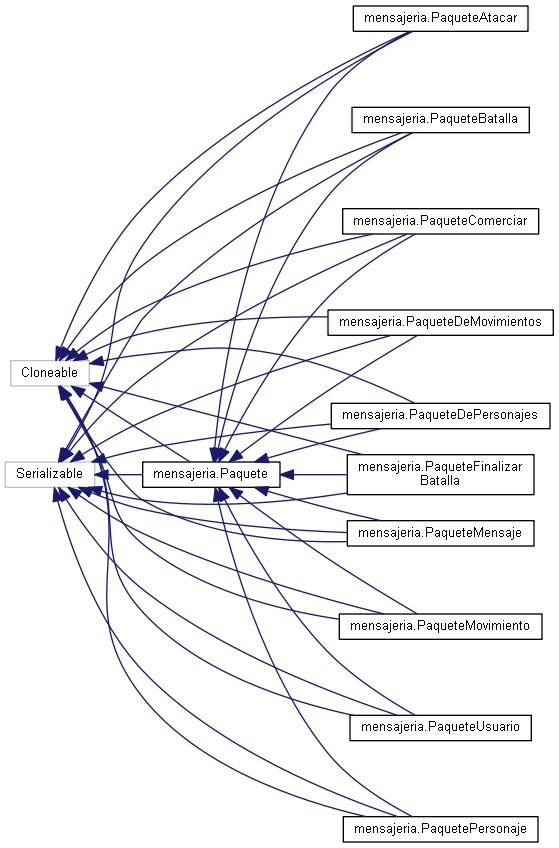 mensajeria.PaqueteAtacar
mensajeria.PaqueteBatalla
mensajeria.PaqueteComerciar
mensajeria.PaqueteDeMovimientos
Cloneable
mensajeria.PaqueteDePersonajes
Serializable
mensajeria.Paquete
mensajeria.PaqueteFinalizar
Batalla
mensajeria.PaqueteMensaje
mensajeria.PaqueteMovimiento
mensajeria.PaqueteUsuario
mensajeria.PaquetePersonaje